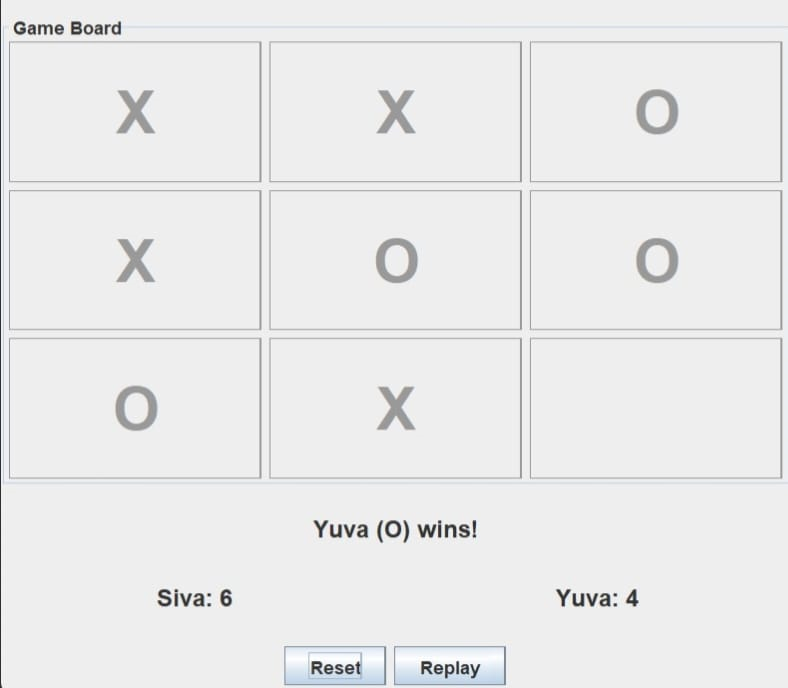 Game Board
X X O
X O O
O X
Yuva (O) wins!
Siva: 6 Yuva: 4
Reset Replay